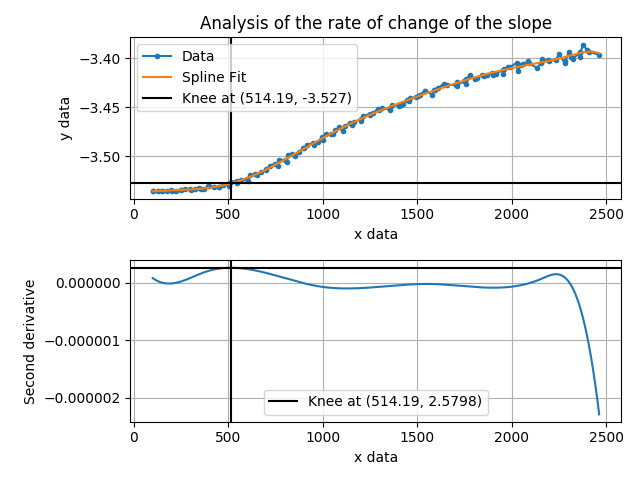 Analysis of the rate of change of the slope
y data
−3.40
−3.45
−3.50
Data
Spline Fit
Knee at (514.19, -3.527)
0
500
1000
1500
2000
2500
x data
Second derivative
0.000000
−0.000001
−0.000002
Knee at (514.19, 2.5798)
0
500
1000
1500
2000
2500
x data